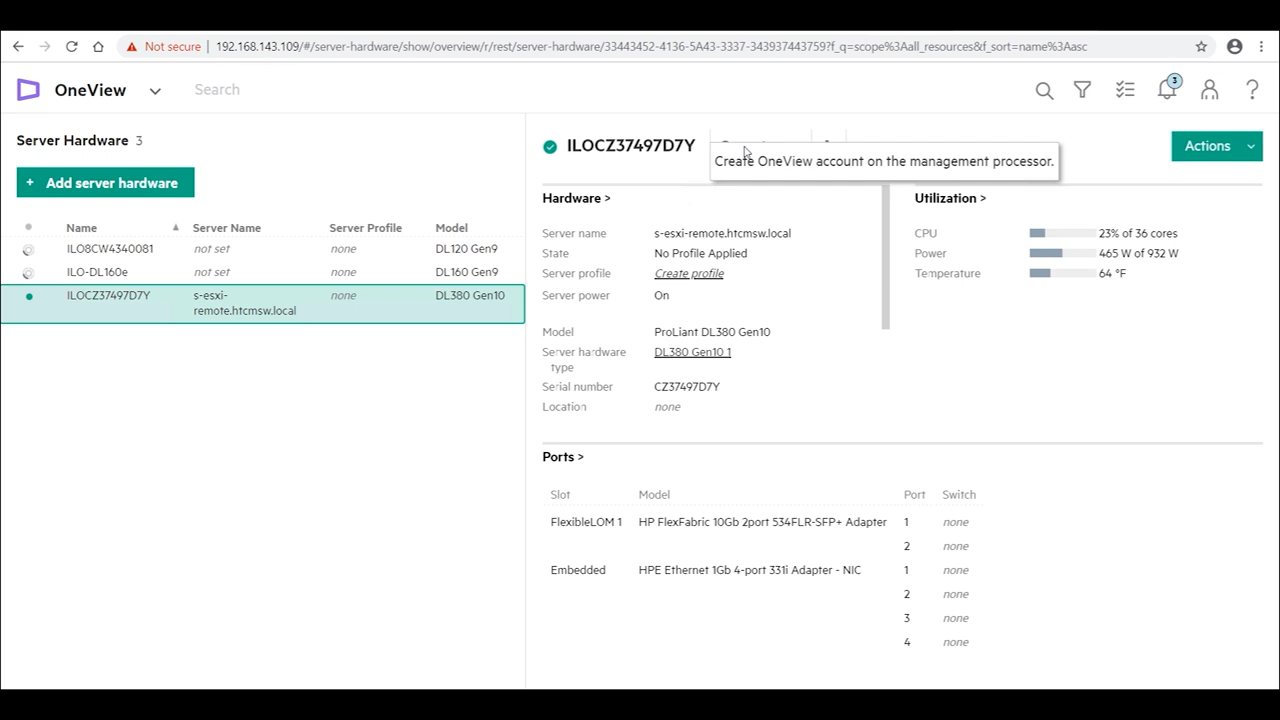 Not secure 192.168.143.109/#/server-hardware/show/overview/r/rest/server-hardware/33443452-4136-5A43-3337-343937443759?f_q=scope%3Aall_resources&f_sort=name%3Aasc
OneView Search 3
Server Hardware 3
+ Add server hardware
Name Server Name Server Profile Model
ILO8CW4340081 not set none DL120 Gen9
ILO-DL160e not set none DL160 Gen9
ILOCZ37497D7Y s-esxi- none DL380 Gen10
remote.htcmsw.local
ILOCZ37497D7Y Actions
Create OneView account on the management processor.
Hardware >
Server name s-esxi-remote.htcmsw.local
State No Profile Applied
Server profile Create profile
Server power On
Model ProLiant DL380 Gen10
Server hardware DL380 Gen10 1
type
Serial number CZ37497D7Y
Location none
Utilization >
CPU 23% of 36 cores
Power 465 W of 932 W
Temperature 64 °F
Ports >
Slot Model Port Switch
FlexibleLOM 1 HP FlexFabric 10Gb 2port 534FLR-SFP+ Adapter 1 none
2 none
Embedded HPE Ethernet 1Gb 4-port 331i Adapter - NIC 1 none
2 none
3 none
4 none